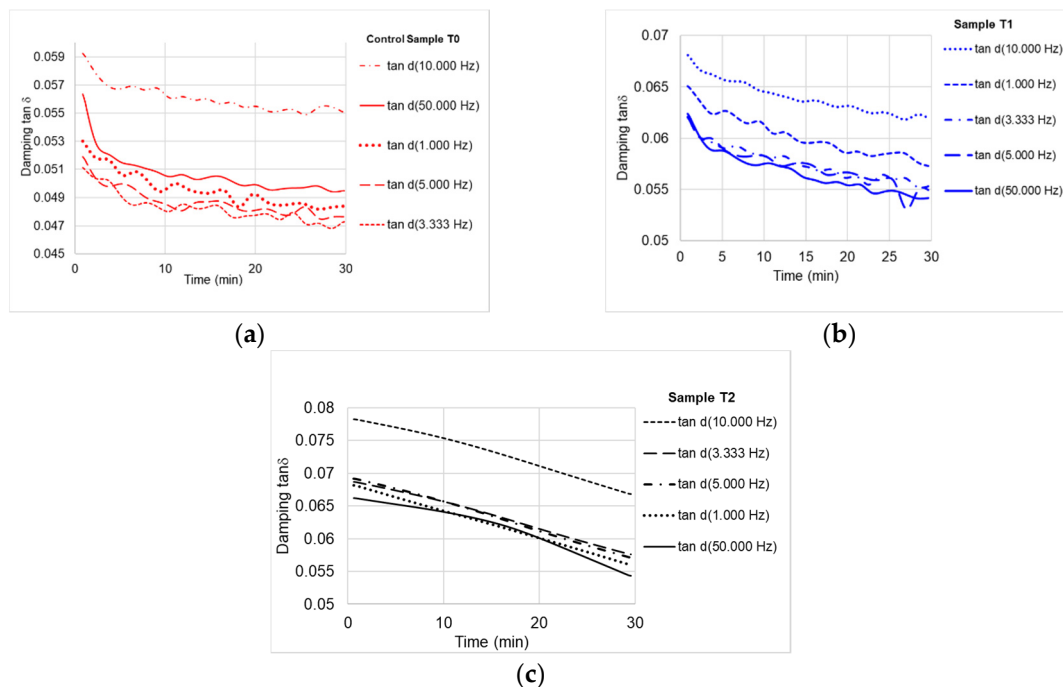 Control Sample T0
0.059
0.057
0.055
0.053
0.051
0.049
0.047
0.045
Damping tan δ
0
10
20
30
Time (min)
tan d(10.000 Hz)
tan d(50.000 Hz)
tan d(1.000 Hz)
tan d(5.000 Hz)
tan d(3.333 Hz)
(a)
Sample T1
0.07
0.065
0.06
0.055
0.05
Damping tanδ
0
5
10
15
20
25
30
Time (min)
tan d(10.000 Hz)
tan d(1.000 Hz)
tan d(3.333 Hz)
tan d(5.000 Hz)
tan d(50.000 Hz)
(b)
Sample T2
0.08
0.075
0.07
0.065
0.06
0.055
0.05
Damping tanδ
0
10
20
30
Time (min)
tan d(10.000 Hz)
tan d(3.333 Hz)
tan d(5.000 Hz)
tan d(1.000 Hz)
tan d(50.000 Hz)
(c)